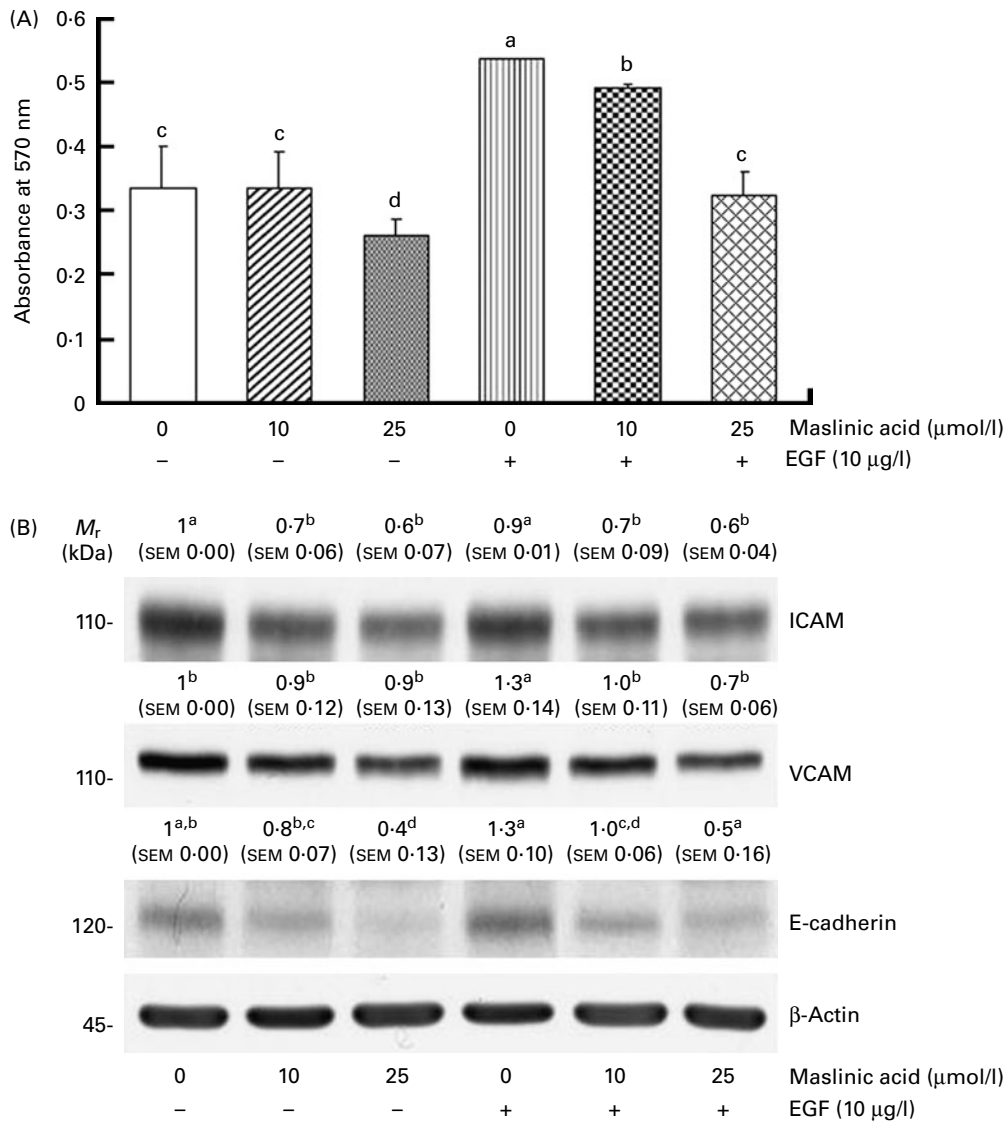 (A)
0·6
0·5
0·4
0·3
0·2
0·1
0
Absorbance at 570 nm
c c d a b c
0 10 25 0 10 25 Maslinic acid (μmol/l)
– – – + + + EGF (10 μg/l)
(B) Mr (kDa)
1a 0·7b 0·6b 0·9a 0·7b 0·6b
(SEM 0·00) (SEM 0·06) (SEM 0·07) (SEM 0·01) (SEM 0·09) (SEM 0·04)
110- ICAM
1b 0·9b 0·9b 1·3a 1·0b 0·7b
(SEM 0·00) (SEM 0·12) (SEM 0·13) (SEM 0·14) (SEM 0·11) (SEM 0·06)
110- VCAM
1a,b 0·8b,c 0·4d 1·3a 1·0c,d 0·5a
(SEM 0·00) (SEM 0·07) (SEM 0·13) (SEM 0·10) (SEM 0·06) (SEM 0·16)
120- E-cadherin
45- β-Actin
0 10 25 0 10 25 Maslinic acid (μmol/l)
– – – + + + EGF (10 μg/l)